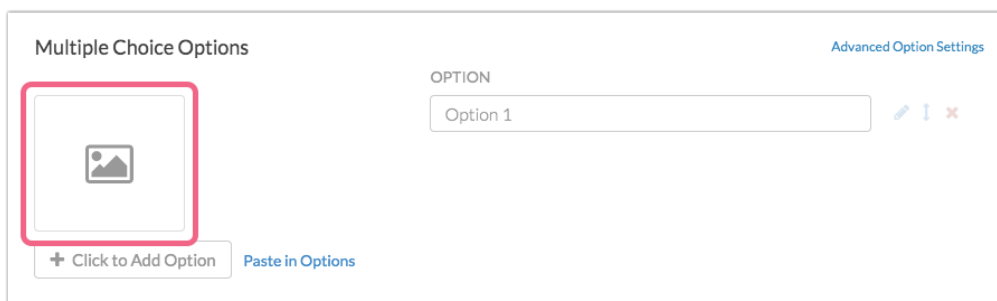 Multiple Choice Options
Advanced Option Settings
OPTION
Option 1
Click to Add Option
Paste in Options